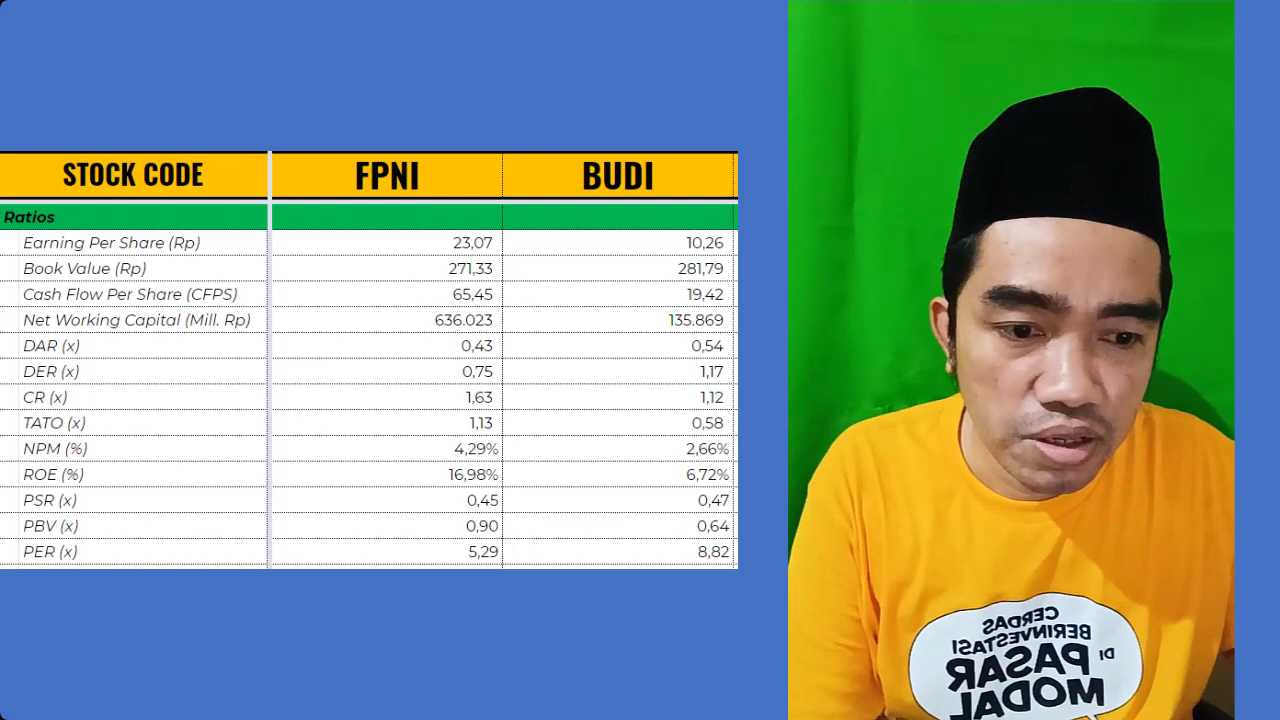 STOCK CODE FPNI BUDI
Ratios
Earning Per Share (Rp) 23,07 10,26
Book Value (Rp) 271,33 281,79
Cash Flow Per Share (CFPS) 65,45 19,42
Net Working Capital (Mill. Rp) 636.023 135.869
DAR (x) 0,43 0,54
DER (x) 0,75 1,17
CR (x) 1,63 1,12
TATO (x) 1,13 0,58
NPM (%) 4,29% 2,66%
ROE (%) 16,98% 6,72%
PSR (x) 0,45 0,47
PBV (x) 0,90 0,64
PER (x) 5,29 8,82
CERDAS
BERINVESTASI
DI PASAR
MODAL